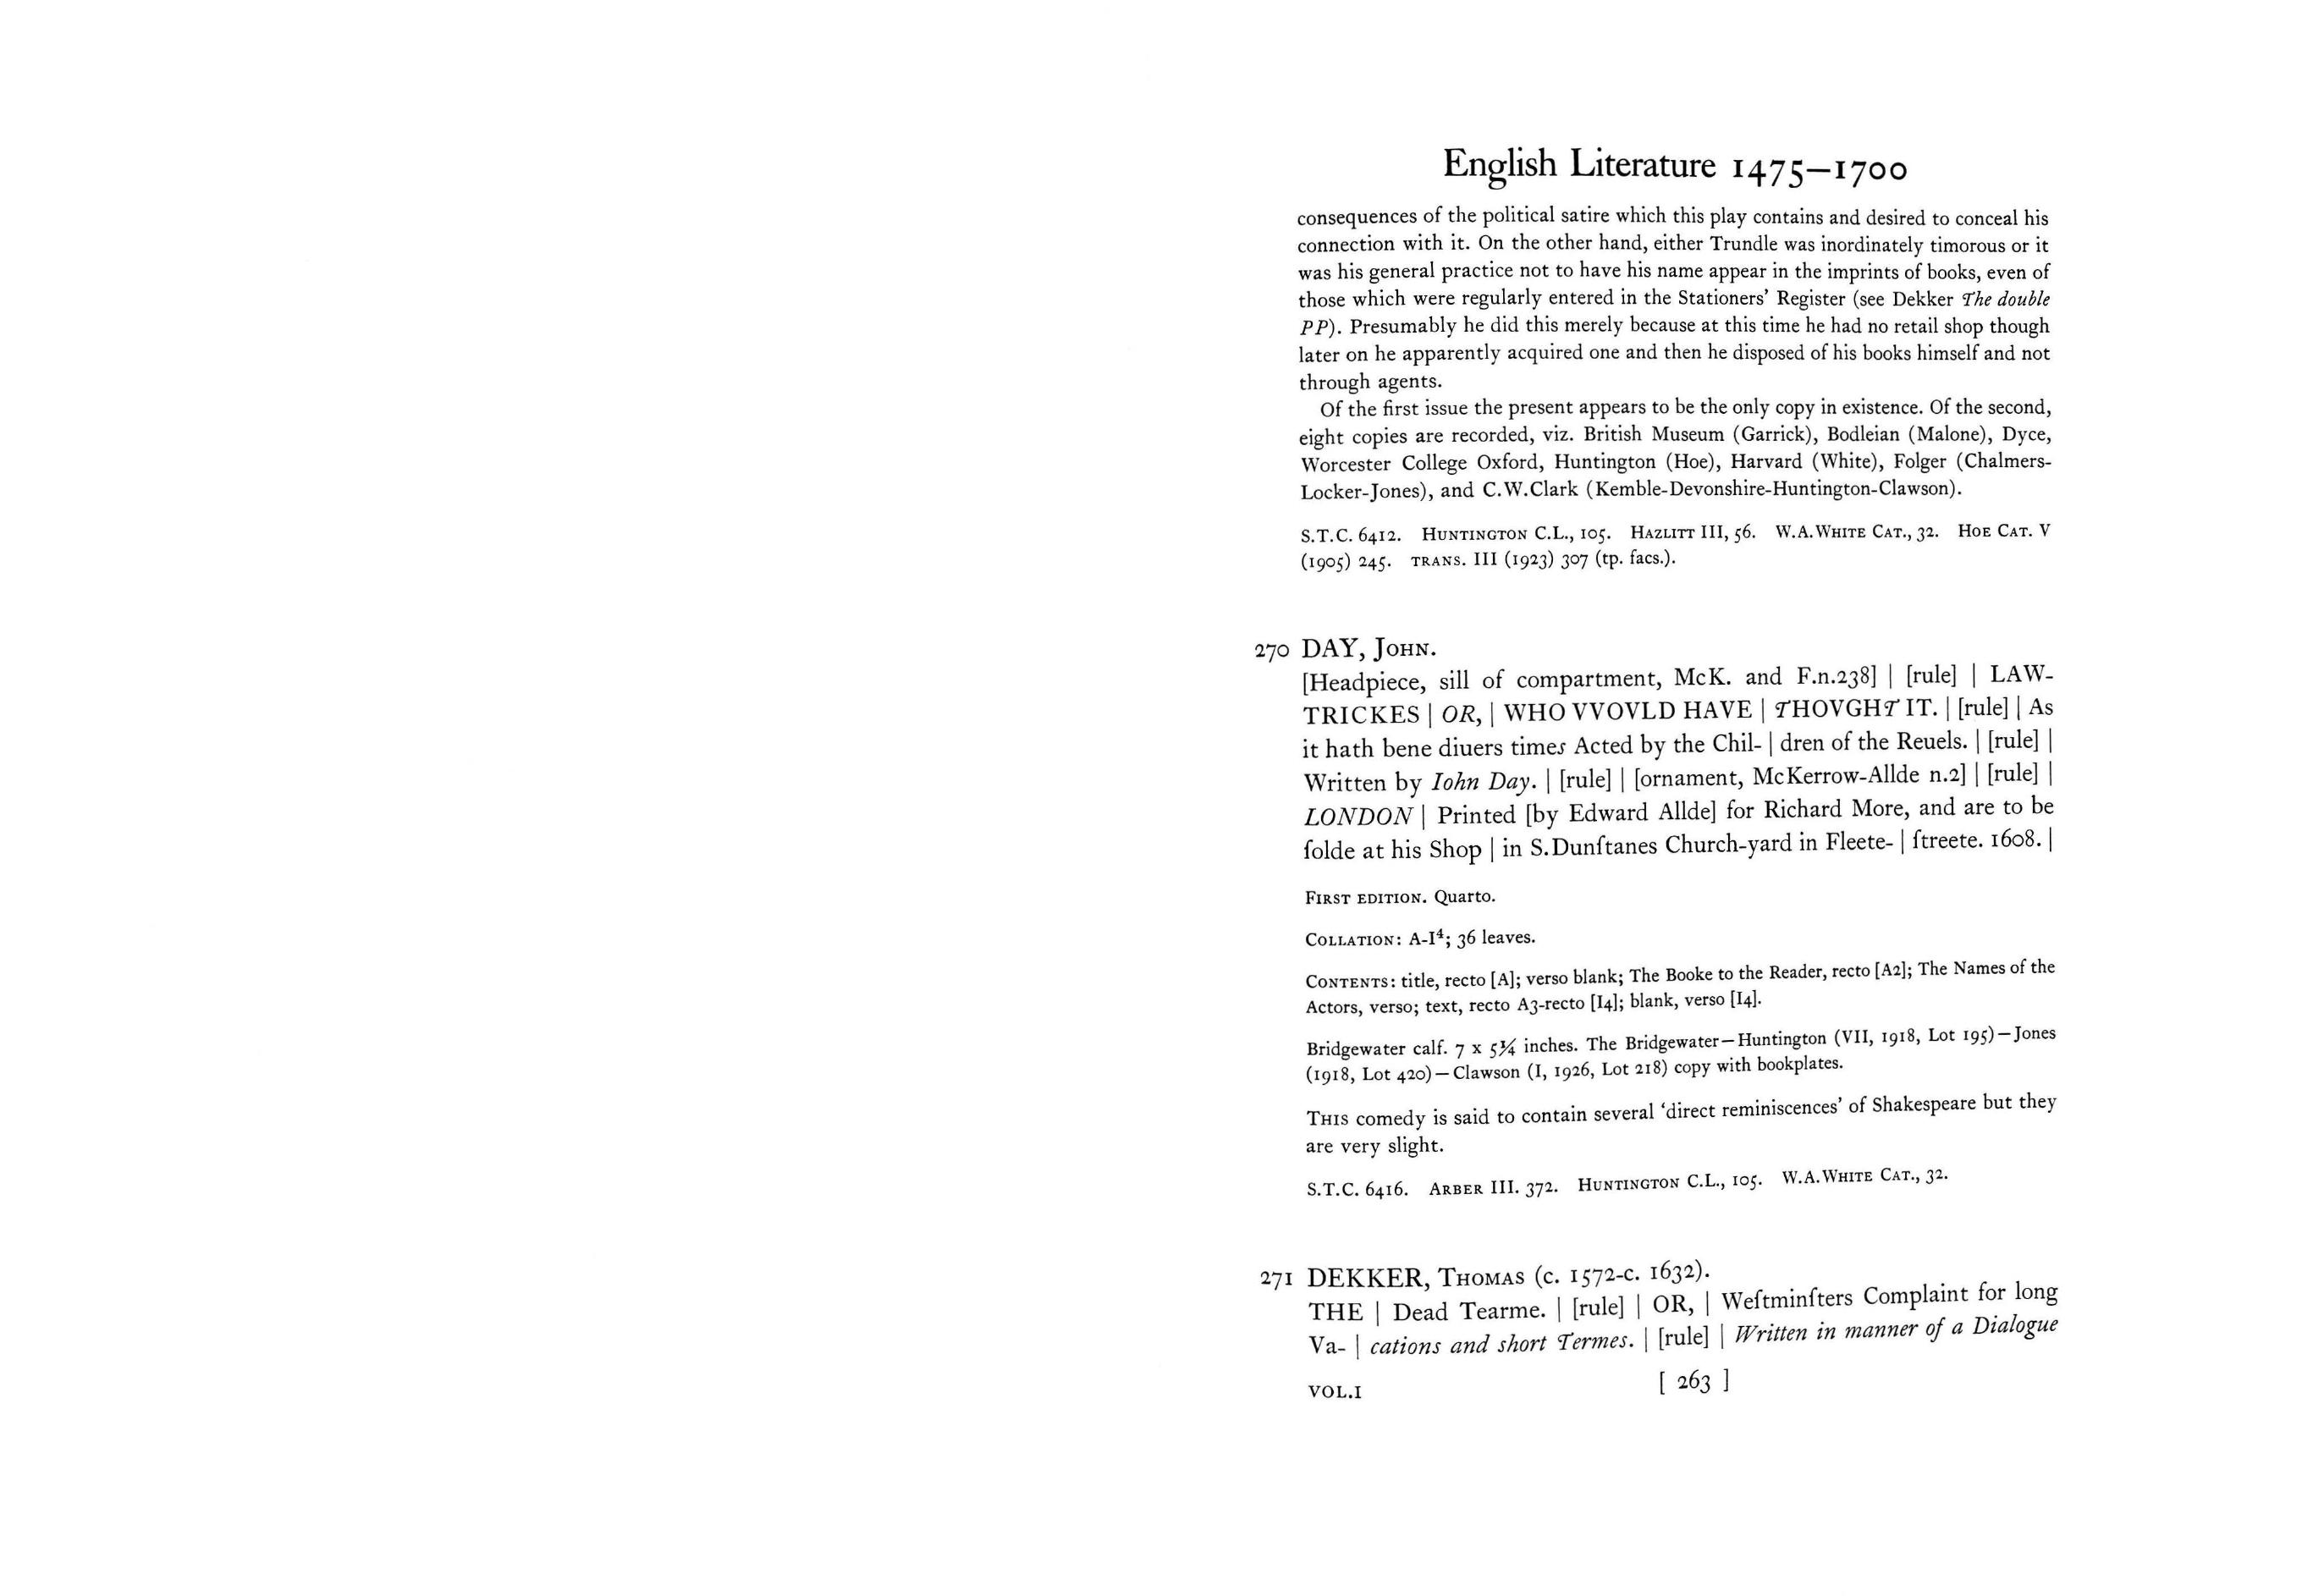 English Literature 1475–1700
consequences of the political satire which this play contains and desired to conceal his
connection with it. On the other hand, either Trundle was inordinately timorous or it
was his general practice not to have his name appear in the imprints of books, even of
those which were regularly entered in the Stationers’ Register (see Dekker The double
PP). Presumably he did this merely because at this time he had no retail shop though
later on he apparently acquired one and then he disposed of his books himself and not
through agents.
Of the first issue the present appears to be the only copy in existence. Of the second,
eight copies are recorded, viz. British Museum (Garrick), Bodleian (Malone), Dyce,
Worcester College Oxford, Huntington (Hoe), Harvard (White), Folger (Chalmers-
Locker-Jones), and C.W.Clark (Kemble-Devonshire-Huntington-Clawson).
S.T.C. 6412. Huntington C.L., 105. Hazlitt III, 56. W.A.White Cat., 32. Hoe Cat. V
(1905) 245. trans. III (1923) 307 (tp. facs.).
270 DAY, John.
[Headpiece, sill of compartment, McK. and F.n.238] | [rule] | LAW-
TRICKES | OR, | WHO VVOVLD HAVE | THOVGHT IT. | [rule] | As
it hath bene diuers times Acted by the Chil- | dren of the Reuels. | [rule] |
Written by Iohn Day. | [rule] | [ornament, McKerrow-Allde n.2] | [rule] |
LONDON | Printed [by Edward Allde] for Richard More, and are to be
ſolde at his Shop | in S.Dunſtanes Church-yard in Fleete- | ſtreete. 1608. |
First edition. Quarto.
Collation: A-I⁴; 36 leaves.
Contents: title, recto [A]; verso blank; The Booke to the Reader, recto [A2]; The Names of the
Actors, verso; text, recto A3-recto [I4]; blank, verso [I4].
Bridgewater calf. 7 x 5¼ inches. The Bridgewater—Huntington (VII, 1918, Lot 195)—Jones
(1918, Lot 420)—Clawson (I, 1926, Lot 218) copy with bookplates.
This comedy is said to contain several ‘direct reminiscences’ of Shakespeare but they
are very slight.
S.T.C. 6416. Arber III. 372. Huntington C.L., 105. W.A.White Cat., 32.
271 DEKKER, Thomas (c. 1572-c. 1632).
THE | Dead Tearme. | [rule] | OR, | Weſtminſters Complaint for long
Va- | cations and short Termes. | [rule] | Written in manner of a Dialogue
VOL.I [ 263 ]